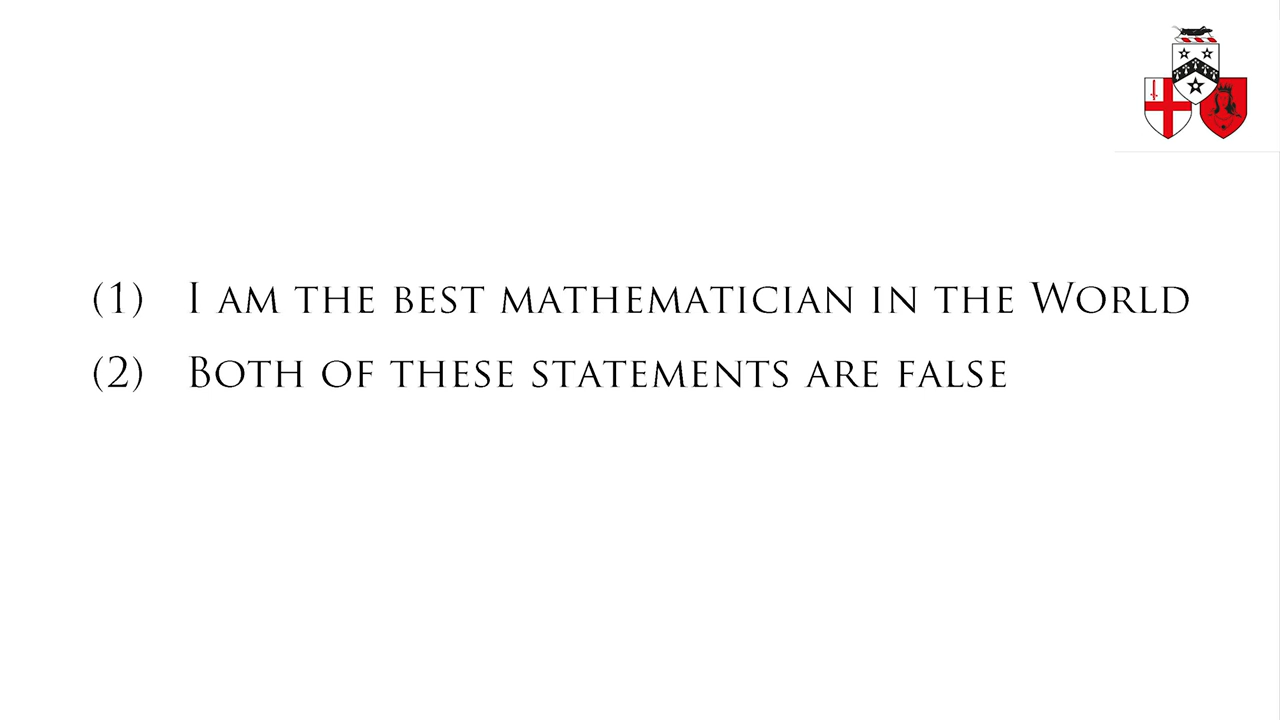 (1) I am the best mathematician in the World
(2) Both of these statements are false